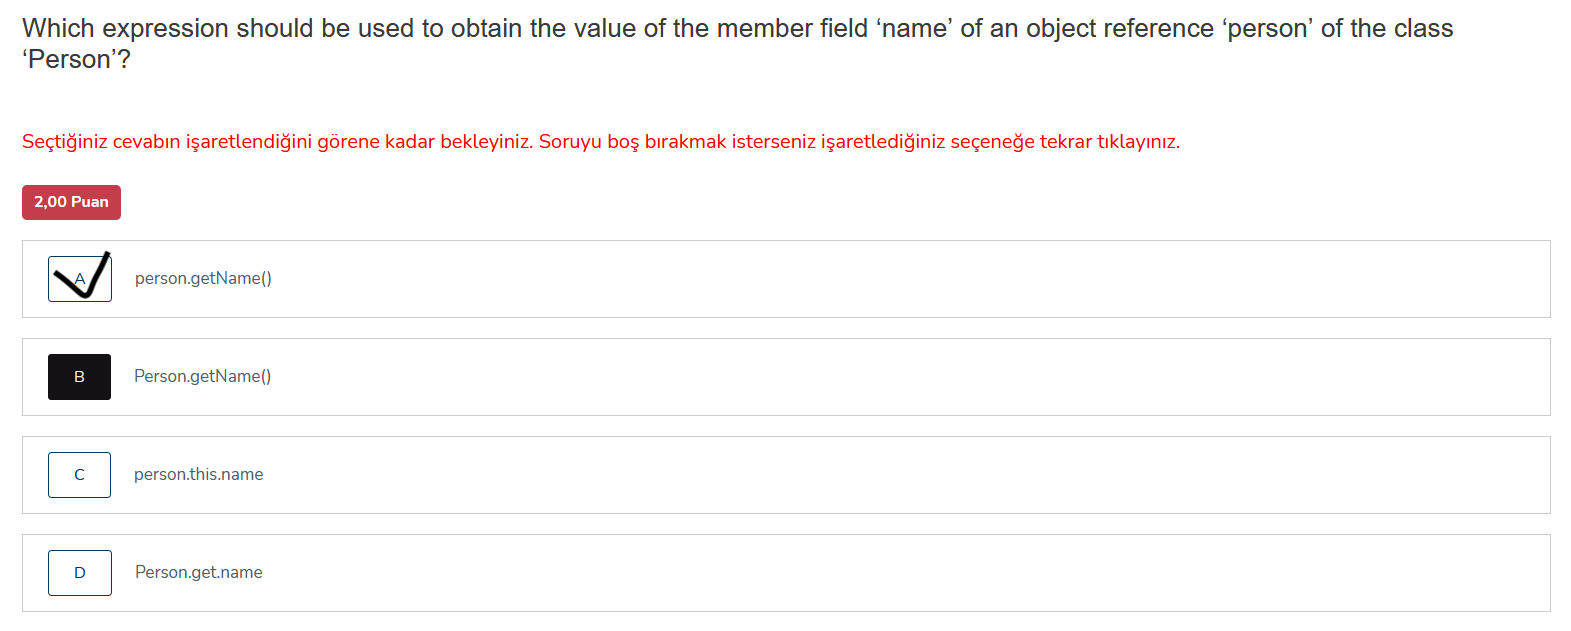 Which expression should be used to obtain the value of the member field ‘name’ of an object reference ‘person’ of the class
‘Person’?
Seçtiğiniz cevabın işaretlendiğini görene kadar bekleyiniz. Soruyu boş bırakmak isterseniz işaretlediğiniz seçeneğe tekrar tıklayınız.
2,00 Puan
A person.getName()
B Person.getName()
C person.this.name
D Person.get.name